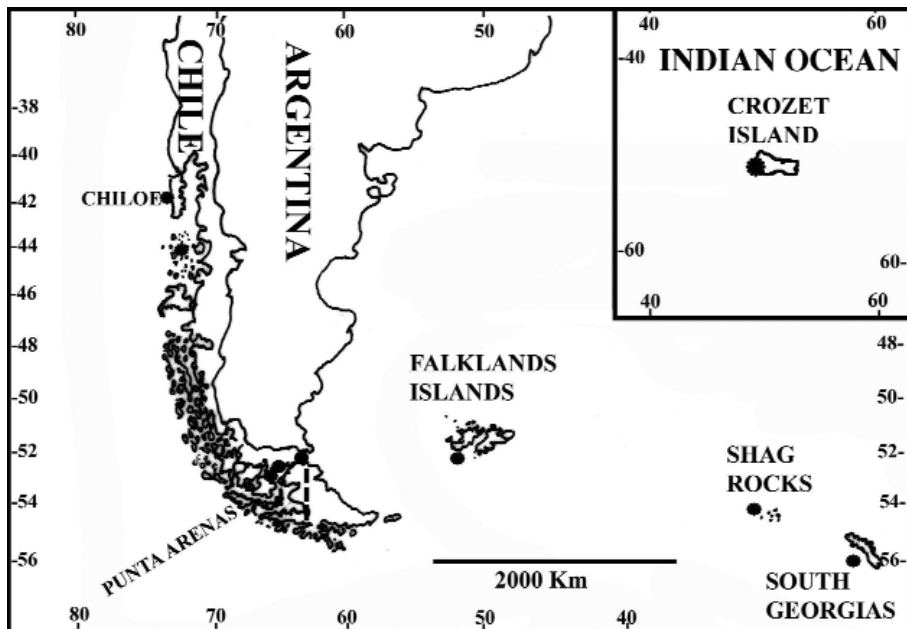 80
70
60
50
40
60
-40
INDIAN OCEAN
CROZET
ISLAND
-60
60-
40
60
CHILE
ARGENTINA
-38
-40
-42
-44
-46
-48
-50
-52
-54
-56
CHILOE
48-
50-
52-
54-
-56
FALKLANDS
ISLANDS
SHAG
ROCKS
PUNTA ARENAS
2000 Km
SOUTH
GEORGIAS
80
70
60
50
40